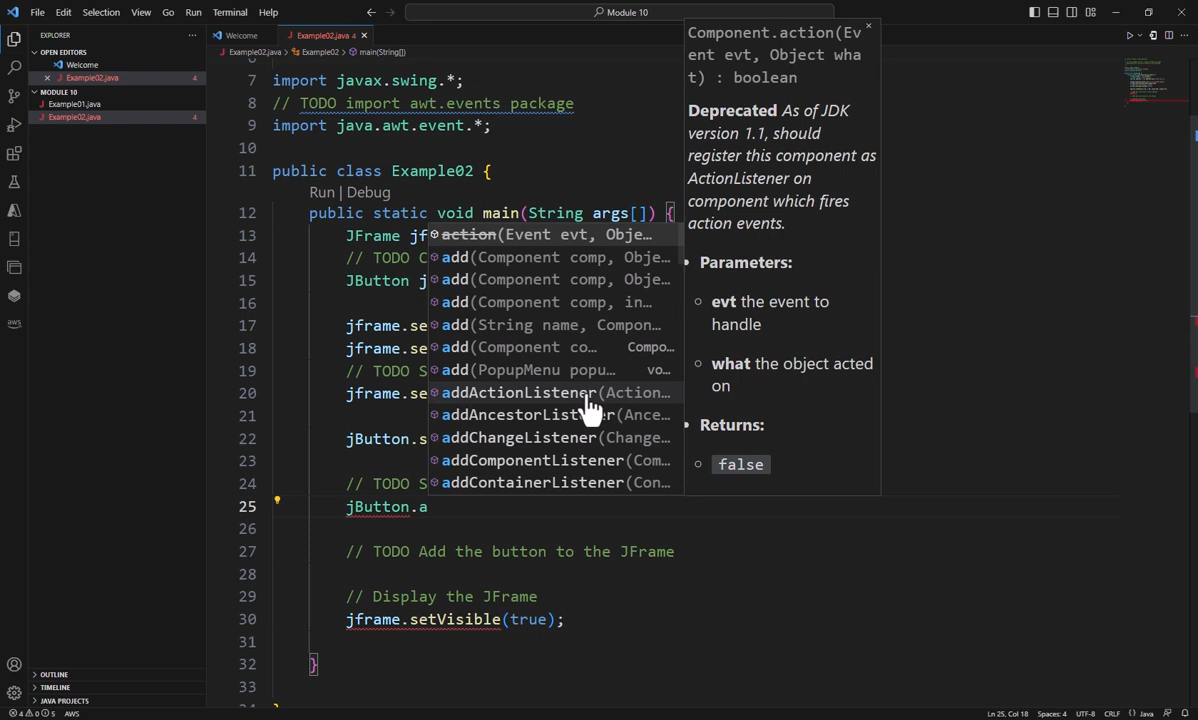 File Edit Selection View Go Run Terminal Help
Module 10
EXPLORER
OPEN EDITORS
Welcome
Example02.java 4
MODULE 10
Example01.java
Example02.java 4
OUTLINE
TIMELINE
JAVA PROJECTS
Welcome
Example02.java 4
Example02.java > Example02 > main(String[])
7 import javax.swing.*;
8 // TODO import awt.events package
9 import java.awt.event.*;
10
11 public class Example02 {
Run | Debug
12 public static void main(String args[]) {
13 JFrame jf
14 // TODO C
15 JButton j
16
17 jframe.se
18 jframe.se
19 // TODO S
20 jframe.se
21
22 jButton.s
23
24 // TODO S
25 jButton.a
26
27 // TODO Add the button to the JFrame
28
29 // Display the JFrame
30 jframe.setVisible(true);
31
32 }
33
action(Event evt, Obje…
add(Component comp, Obje…
add(Component comp, Obje…
add(Component comp, in…
add(String name, Compon…
add(Component co… Compo…
add(PopupMenu popu… vo…
addActionListener(Action…
addAncestorListener(Ance…
addChangeListener(Change…
addComponentListener(Com…
addContainerListener(Con…
Component.action(Ev
ent evt, Object wha
t) : boolean
Deprecated As of JDK
version 1.1, should
register this component as
ActionListener on
component which fires
action events.
Parameters:
evt the event to
handle
what the object acted
on
Returns:
false
4 0 5 AWS
Ln 25, Col 18 Spaces: 4 UTF-8 CRLF {} Java